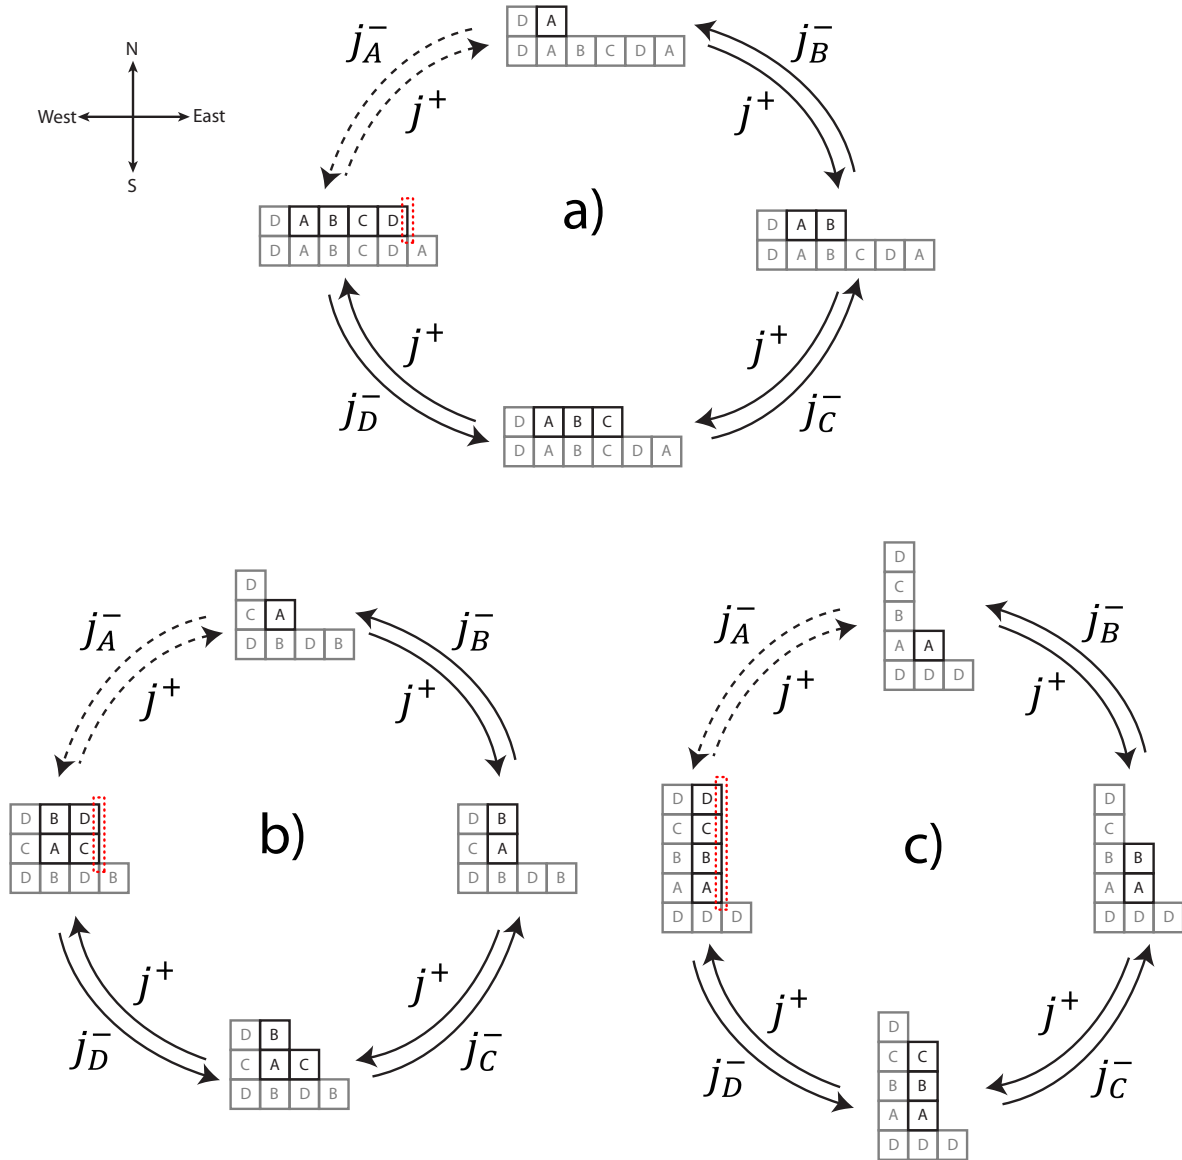 D A
D A B C D A
j_A^-
j^+
j_B^-
j^+
N
West East
S
D A B C D
D A B C D A
a)
D A B
D A B C D A
j^+
j_D^-
j^+
j_C^-
D A B C
D A B C D A
D
C A
D B D B
j_A^-
j^+
j_B^-
j^+
D B D
C A C
D B D B
b)
D B
C A
D B D B
j^+
j_D^-
j^+
j_C^-
D B
C A C
D B D B
D
C
B
A A
D D D
j_A^-
j^+
j_B^-
j^+
D D
C C
B B
A A
D D D
c)
D
C
B B
A A
D D D
j^+
j_D^-
j^+
j_C^-
D
C C
B B
A A
D D D